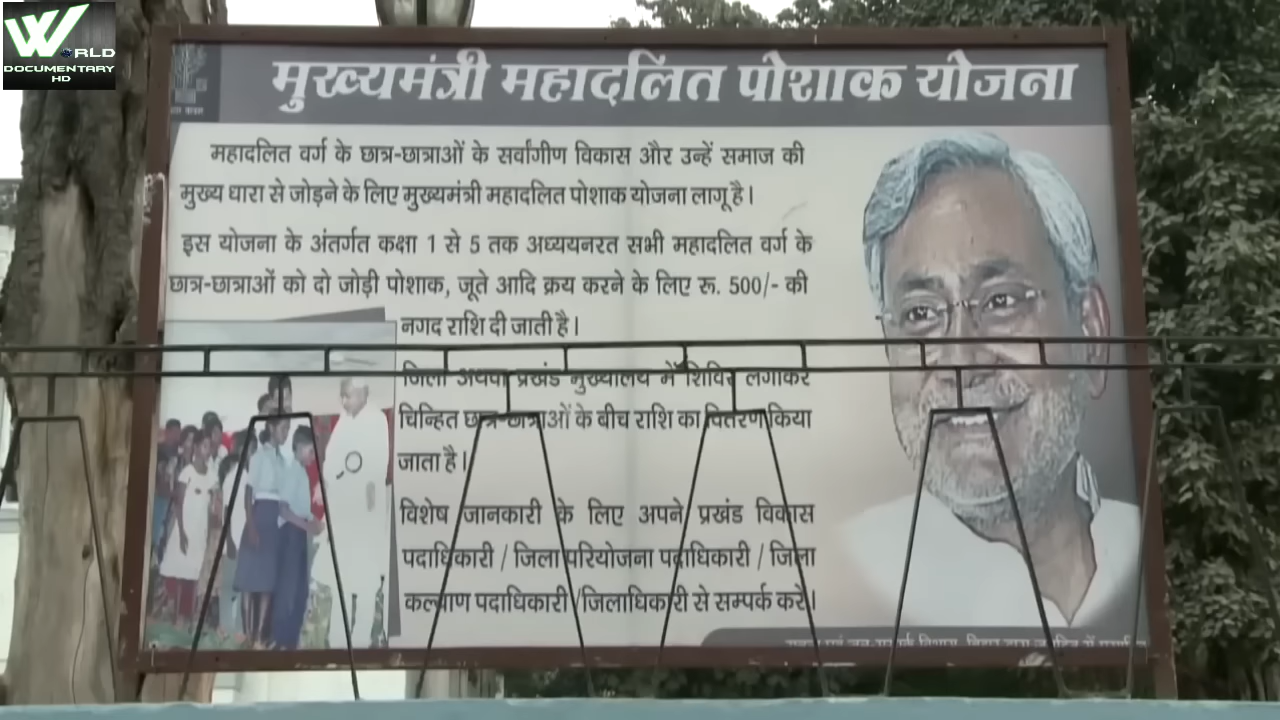 WORLD
DOCUMENTARY
HD
मुख्यमंत्री महादलित पोशाक योजना
महादलित वर्ग के छात्र-छात्राओं के सर्वांगीण विकास और उन्हें समाज की
मुख्य धारा से जोड़ने के लिए मुख्यमंत्री महादलित पोशाक योजना लागू है।
इस योजना के अंतर्गत कक्षा 1 से 5 तक अध्ययनरत सभी महादलित वर्ग के
छात्र-छात्राओं को दो जोड़ी पोशाक, जूते आदि क्रय करने के लिए रू. 500/- की
नगद राशि दी जाती है।
जिला अथवा प्रखंड मुख्यालय में शिविर लगाकर
चिन्हित छात्र-छात्राओं के बीच राशि का वितरण किया
जाता है।
विशेष जानकारी के लिए अपने प्रखंड विकास
पदाधिकारी / जिला परियोजना पदाधिकारी / जिला
कल्याण पदाधिकारी /जिलाधिकारी से सम्पर्क करें।